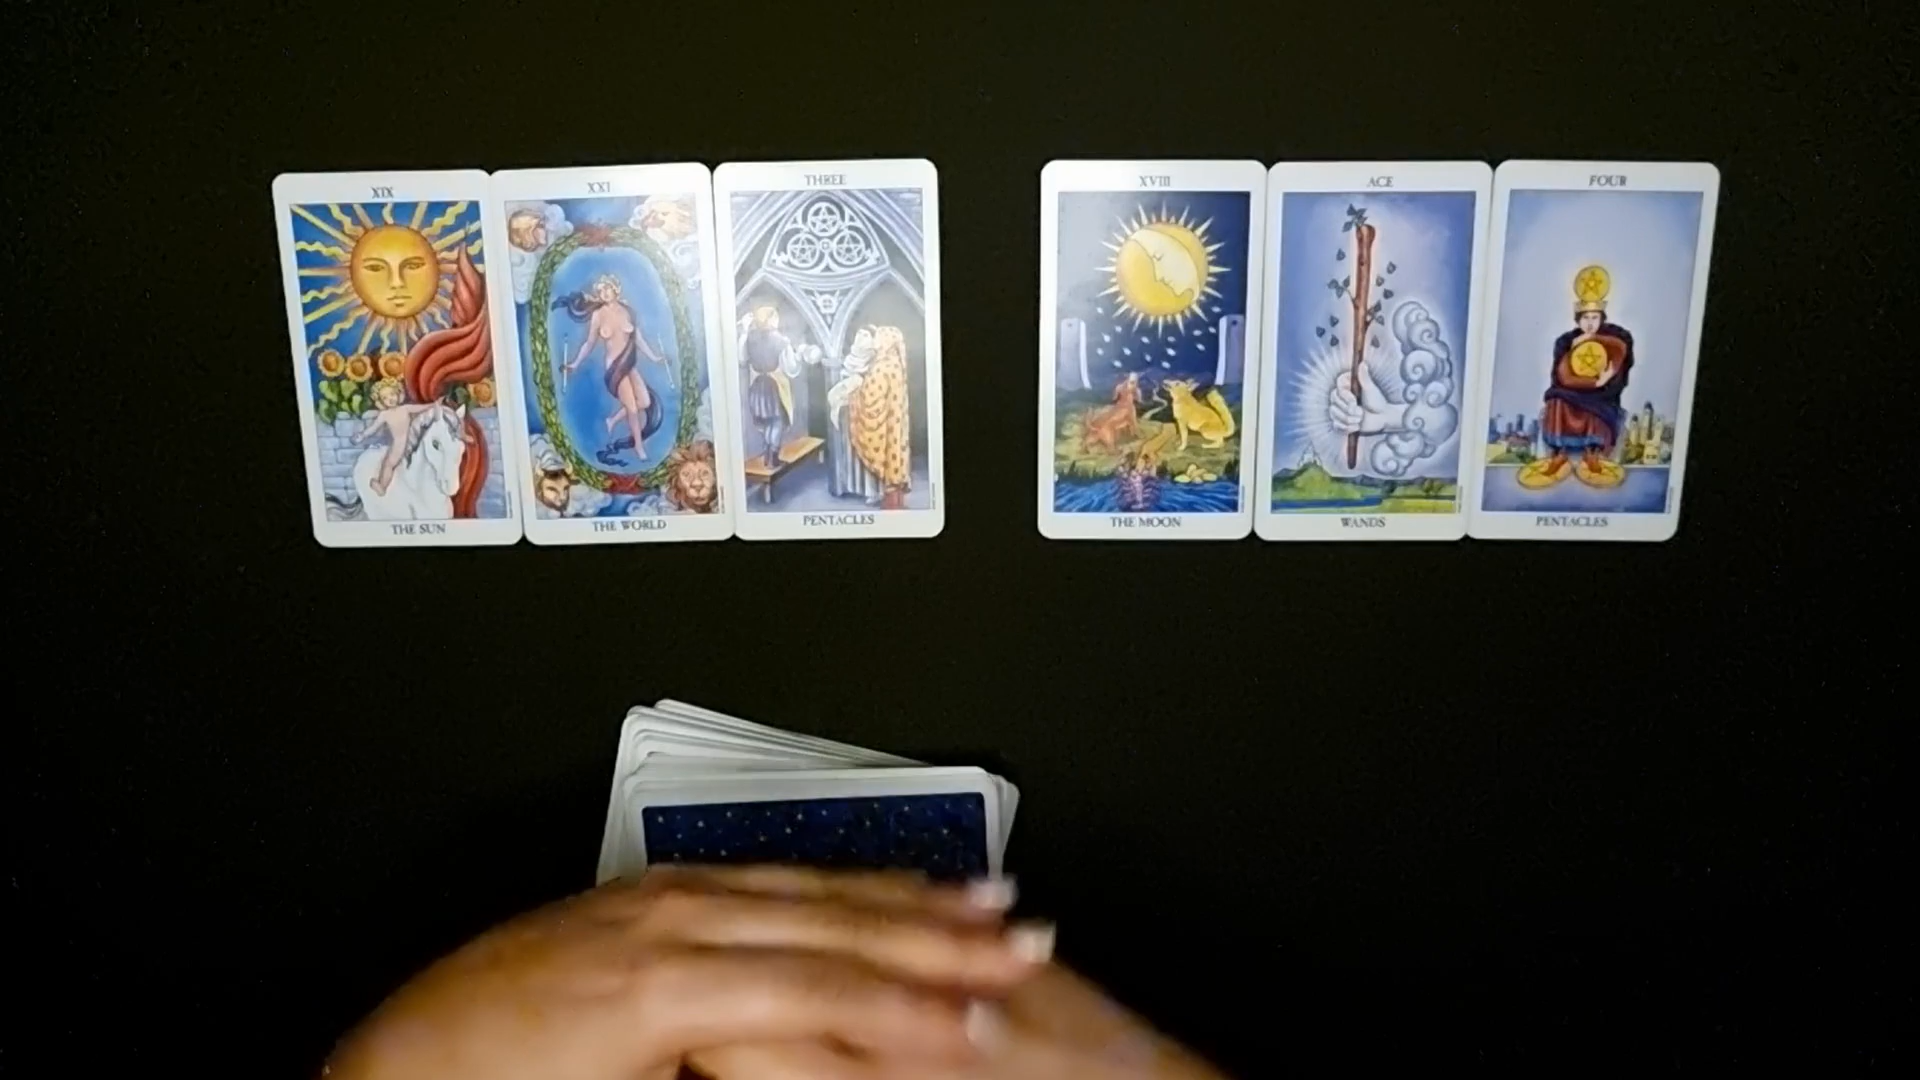 XIX
THE SUN
XXI
THE WORLD
THREE
PENTACLES
XVIII
THE MOON
ACE
WANDS
FOUR
PENTACLES